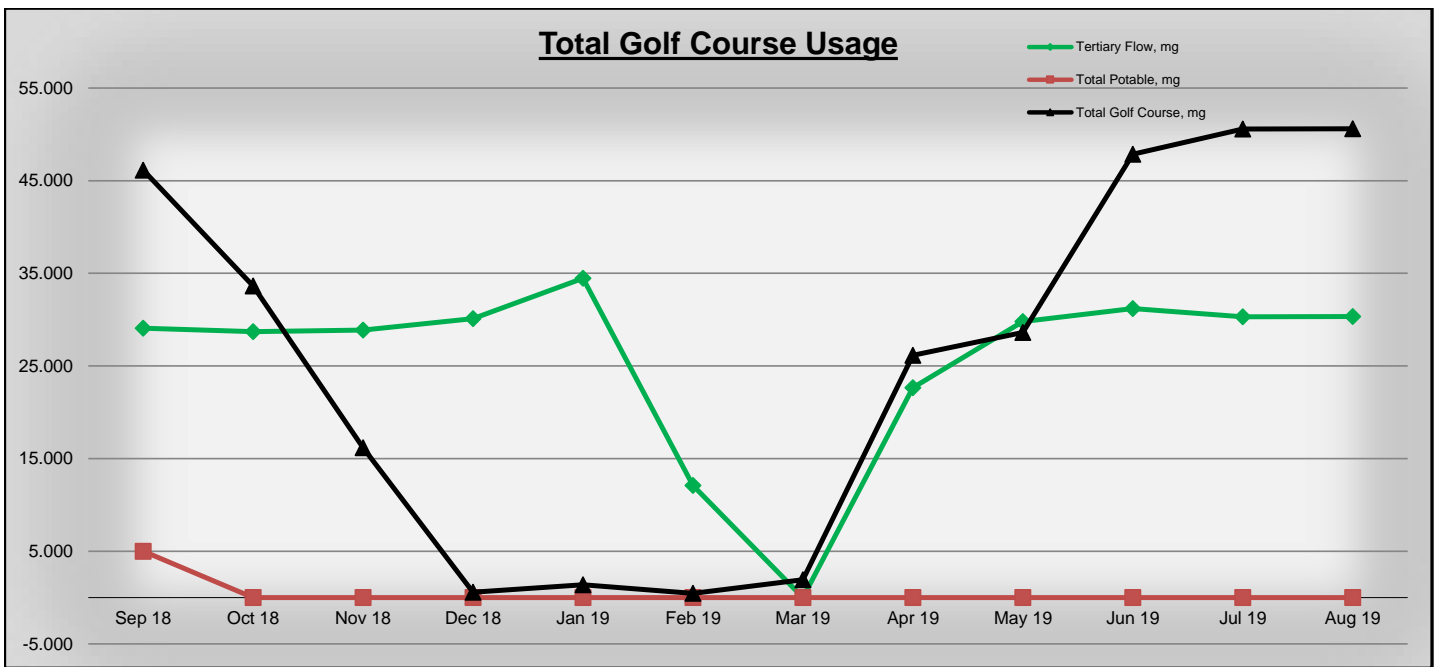 Total Golf Course Usage
Tertiary Flow, mg
Total Potable, mg
Total Golf Course, mg
55.000
45.000
35.000
25.000
15.000
5.000
-5.000
Sep 18 Oct 18 Nov 18 Dec 18 Jan 19 Feb 19 Mar 19 Apr 19 May 19 Jun 19 Jul 19 Aug 19